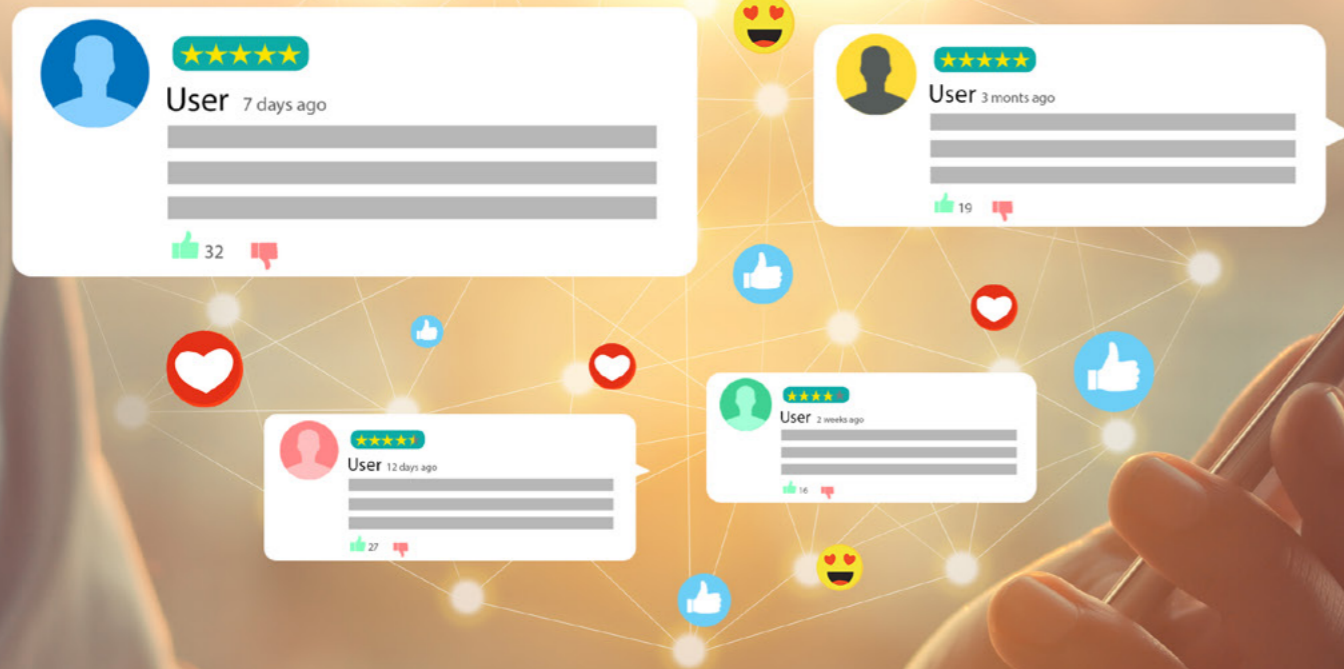 User 7 days ago
32
User 3 monts ago
19
User 12 days ago
27
User 2 weeks ago
16